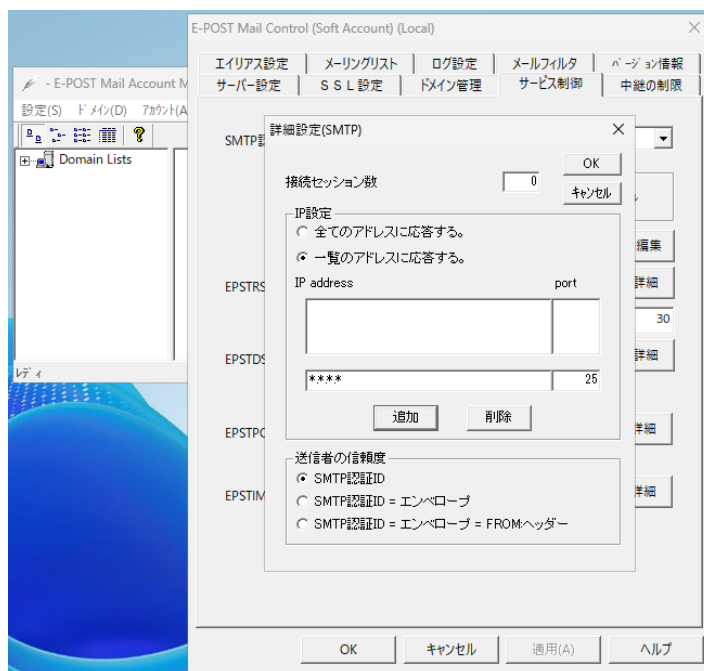 E-POST Mail Control (Soft Account) (Local)
エイリアス設定
メーリングリスト
ログ設定
メールフィルタ
バージョン情報
サーバー設定
ＳＳＬ設定
ドメイン管理
サービス制御
中継の制限
- E-POST Mail Account M
設定(S)
ドメイン(D)
アカウント(A
Domain Lists
レディ
SMTP認
詳細設定(SMTP)
OK
キャンセル
接続セッション数
0
IP設定
全てのアドレスに応答する。
一覧のアドレスに応答する。
IP address
port
*.*.*.*
25
追加
削除
送信者の信頼度
SMTP認証ID
SMTP認証ID = エンベロープ
SMTP認証ID = エンベロープ = FROM:ヘッダー
編集
EPSTRS
詳細
30
EPSTDS
詳細
EPSTPO
詳細
EPSTIM
詳細
OK
キャンセル
適用(A)
ヘルプ